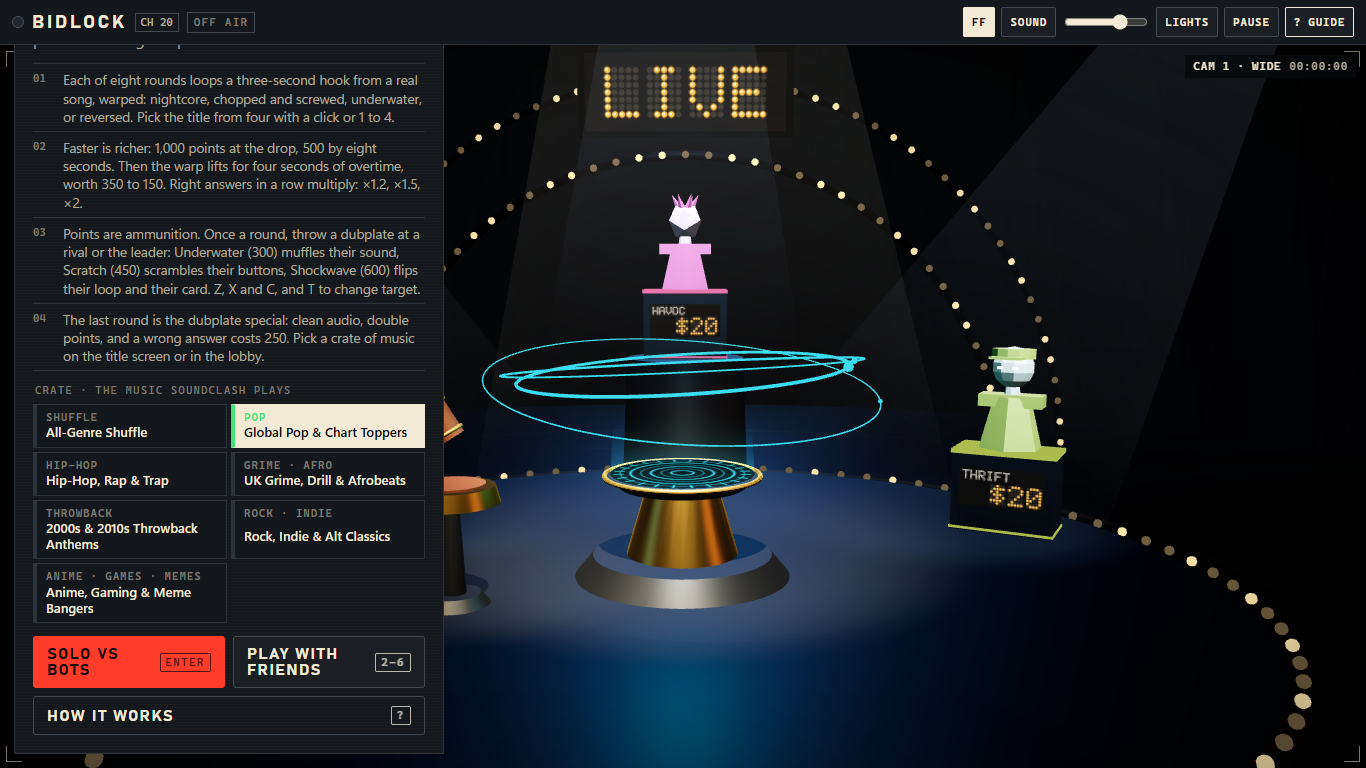 BIDLOCK
CH 20
OFF AIR
FF
SOUND
LIGHTS
PAUSE
? GUIDE
CAM 1 · WIDE 00:00:00
01
Each of eight rounds loops a three-second hook from a real
song, warped: nightcore, chopped and screwed, underwater,
or reversed. Pick the title from four with a click or 1 to 4.
02
Faster is richer: 1,000 points at the drop, 500 by eight
seconds. Then the warp lifts for four seconds of overtime,
worth 350 to 150. Right answers in a row multiply: ×1.2, ×1.5,
×2.
03
Points are ammunition. Once a round, throw a dubplate at a
rival or the leader: Underwater (300) muffles their sound,
Scratch (450) scrambles their buttons, Shockwave (600) flips
their loop and their card. Z, X and C, and T to change target.
04
The last round is the dubplate special: clean audio, double
points, and a wrong answer costs 250. Pick a crate of music
on the title screen or in the lobby.
CRATE · THE MUSIC SOUNDCLASH PLAYS
SHUFFLE
All-Genre Shuffle
POP
Global Pop & Chart Toppers
HIP-HOP
Hip-Hop, Rap & Trap
GRIME · AFRO
UK Grime, Drill & Afrobeats
THROWBACK
2000s & 2010s Throwback
Anthems
ROCK · INDIE
Rock, Indie & Alt Classics
ANIME · GAMES · MEMES
Anime, Gaming & Meme
Bangers
SOLO VS
BOTS
ENTER
PLAY WITH
FRIENDS
2–6
HOW IT WORKS
?
LIVE
HAVOC
$20
THRIFT
$20